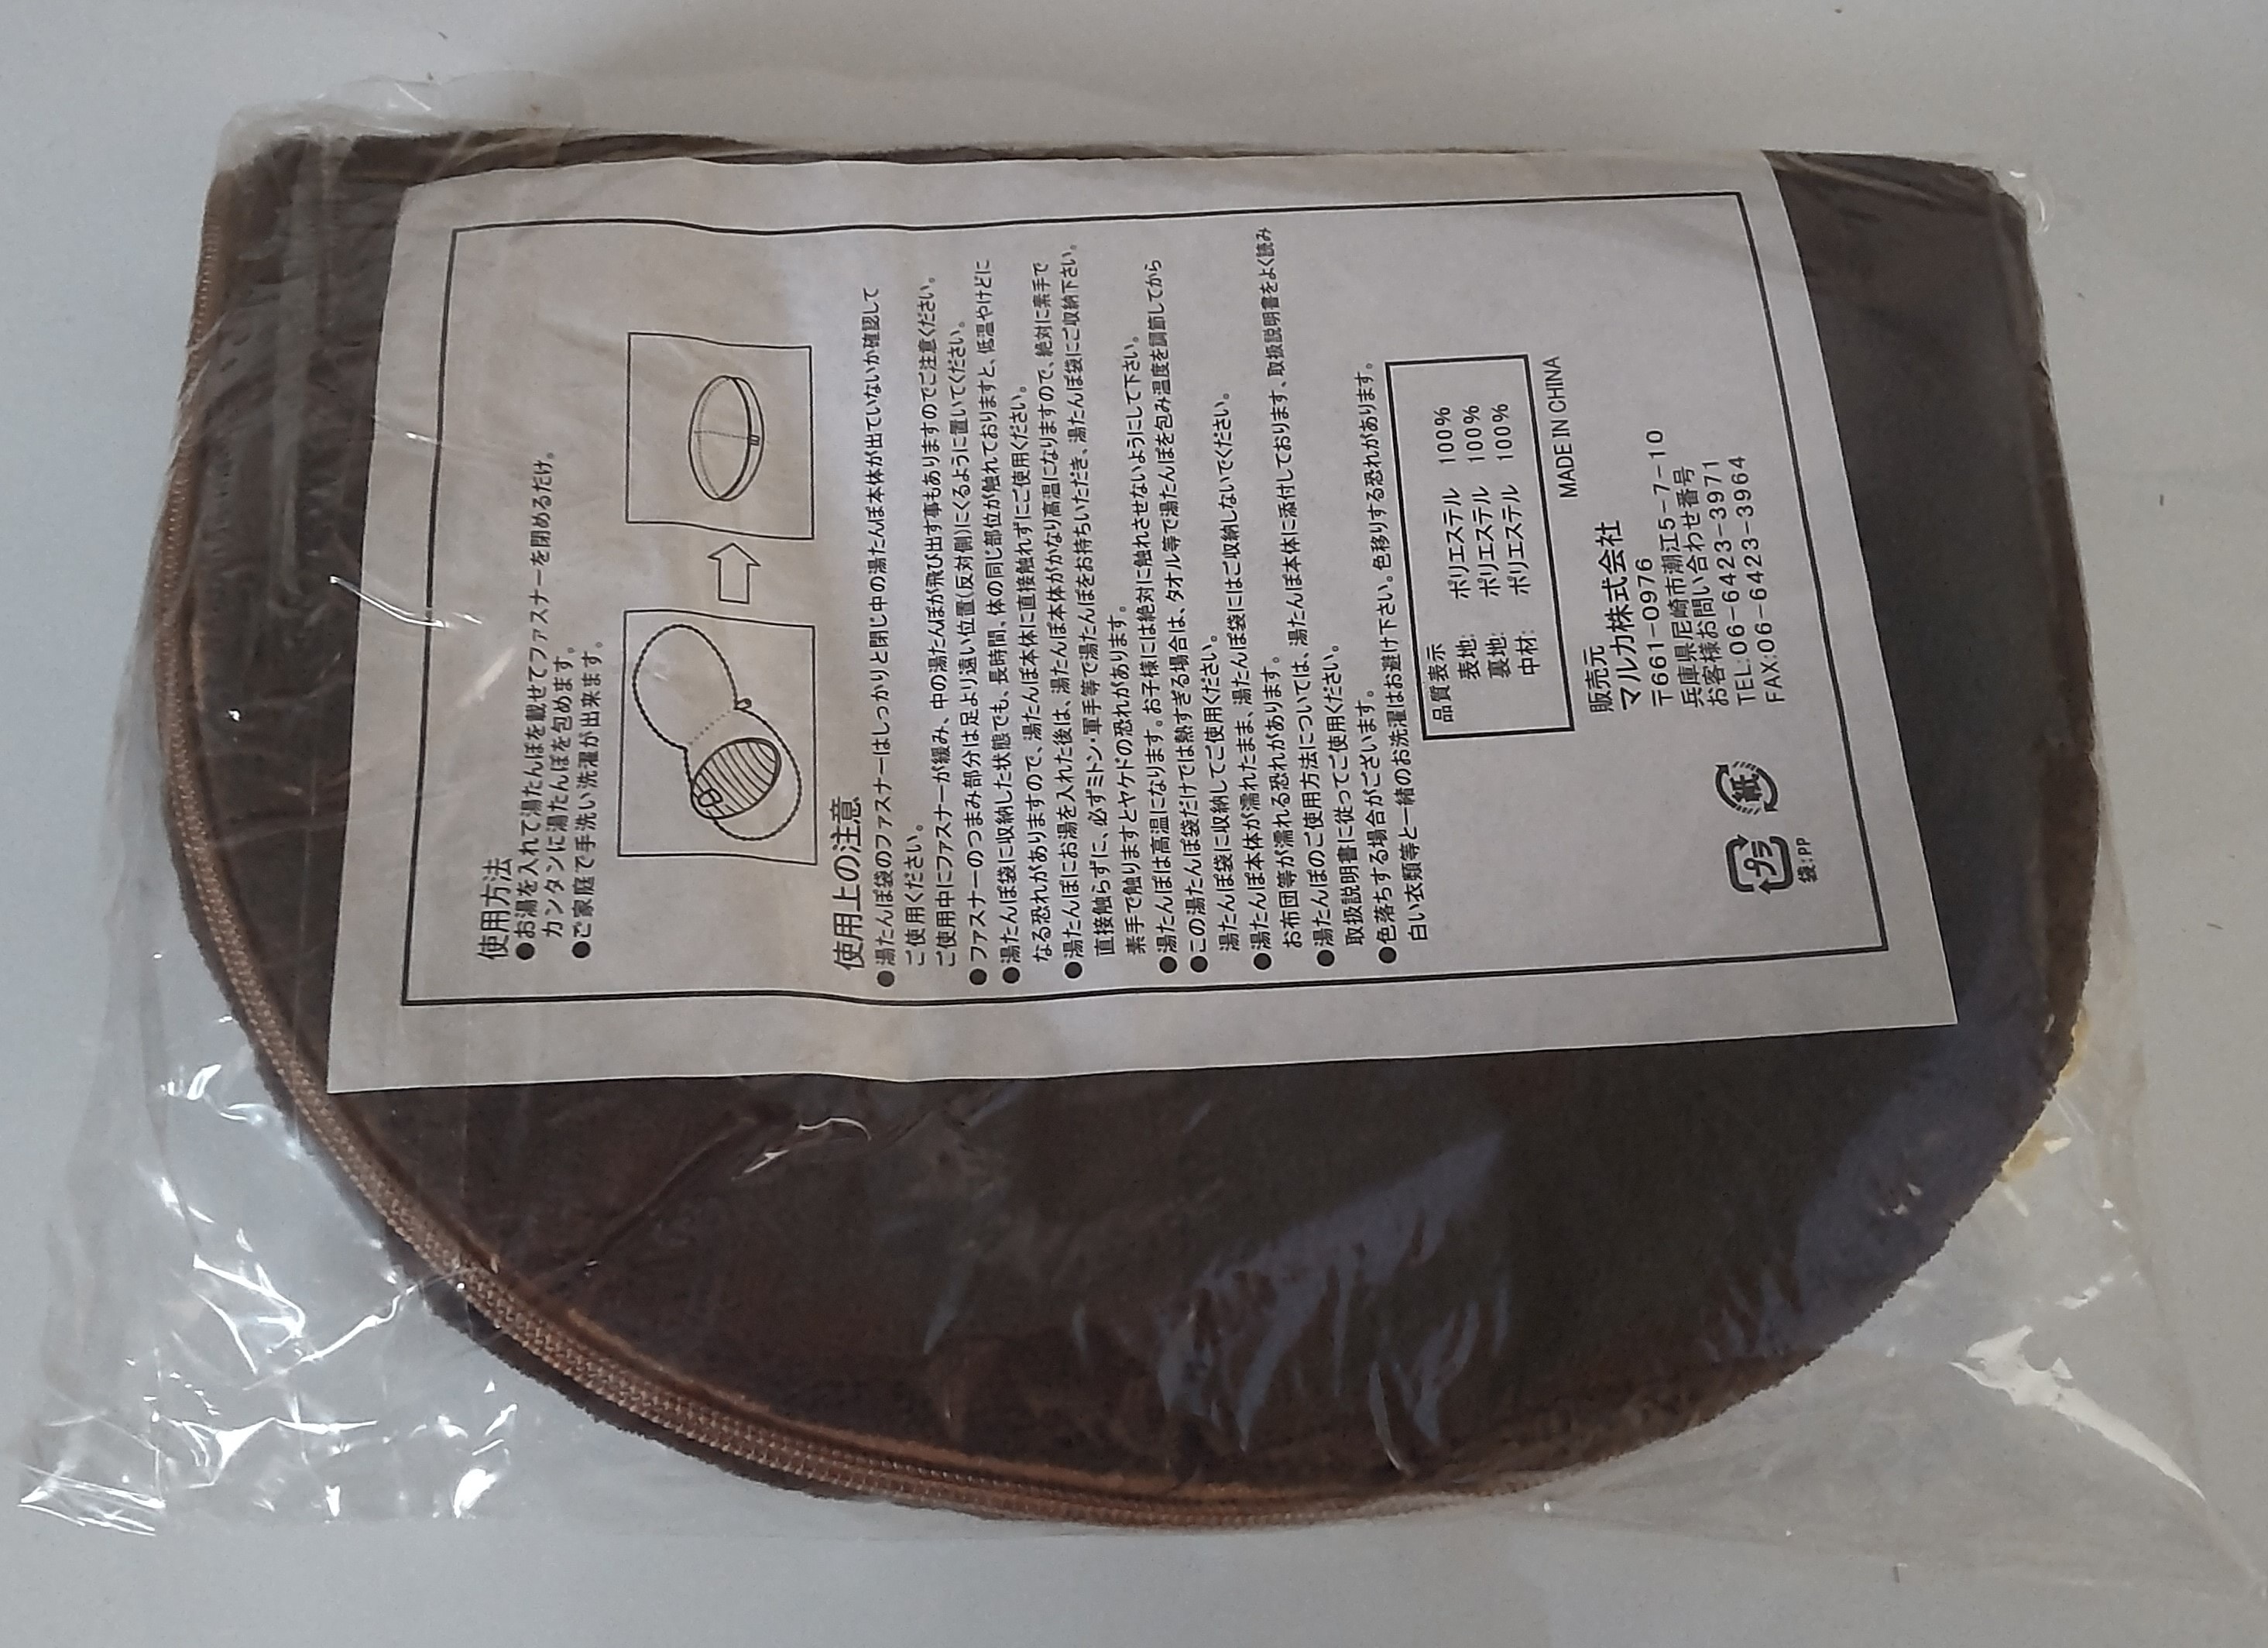 使用方法
●お湯を入れて湯たんぽを載せてファスナーを閉めるだけ。
カンタンに湯たんぽを包めます。
●ご家庭で手洗い洗濯が出来ます。
使用上の注意
●湯たんぽ袋のファスナーはしっかりと閉じ中の湯たんぽ本体が出ていないか確認して
ご使用ください。
ご使用中にファスナーが緩み、中の湯たんぽが飛び出す事もありますのでご注意ください。
●ファスナーのつまみ部分は足より遠い位置(反対側)にくるように置いてください。
●湯たんぽ袋に収納した状態でも、長時間、体の同じ部位が触れておりますと、低温やけどに
なる恐れがありますので、湯たんぽ本体に直接触れずにご使用ください。
●湯たんぽにお湯を入れた後は、湯たんぽ本体がかなり高温になりますので、絶対に素手で
直接触らずに、必ずミトン・軍手等で湯たんぽをお持ちいただき、湯たんぽ袋にご収納下さい。
素手で触りますとヤケドの恐れがあります。
●湯たんぽは高温になります。お子様には絶対に触れさせないようにして下さい。
●この湯たんぽ袋だけでは熱すぎる場合は、タオル等で湯たんぽを包み温度を調節してから
湯たんぽ袋に収納してご使用ください。
●湯たんぽ本体が濡れたまま、湯たんぽ袋にはご収納しないでください。
お布団等が濡れる恐れがあります。
●湯たんぽのご使用方法については、湯たんぽ本体に添付しております、取扱説明書をよく読み
取扱説明書に従ってご使用ください。
●色落ちする場合がございます。
白い衣類等と一緒のお洗濯はお避け下さい。色移りする恐れがあります。
品質表示
表地: ポリエステル 100%
裏地: ポリエステル 100%
中材: ポリエステル 100%
MADE IN CHINA
販売元
マルカ株式会社
〒661-0976
兵庫県尼崎市潮江5-7-10
お客様お問い合わせ番号
TEL:06-6423-3971
FAX:06-6423-3964
プラ
紙
袋:PP